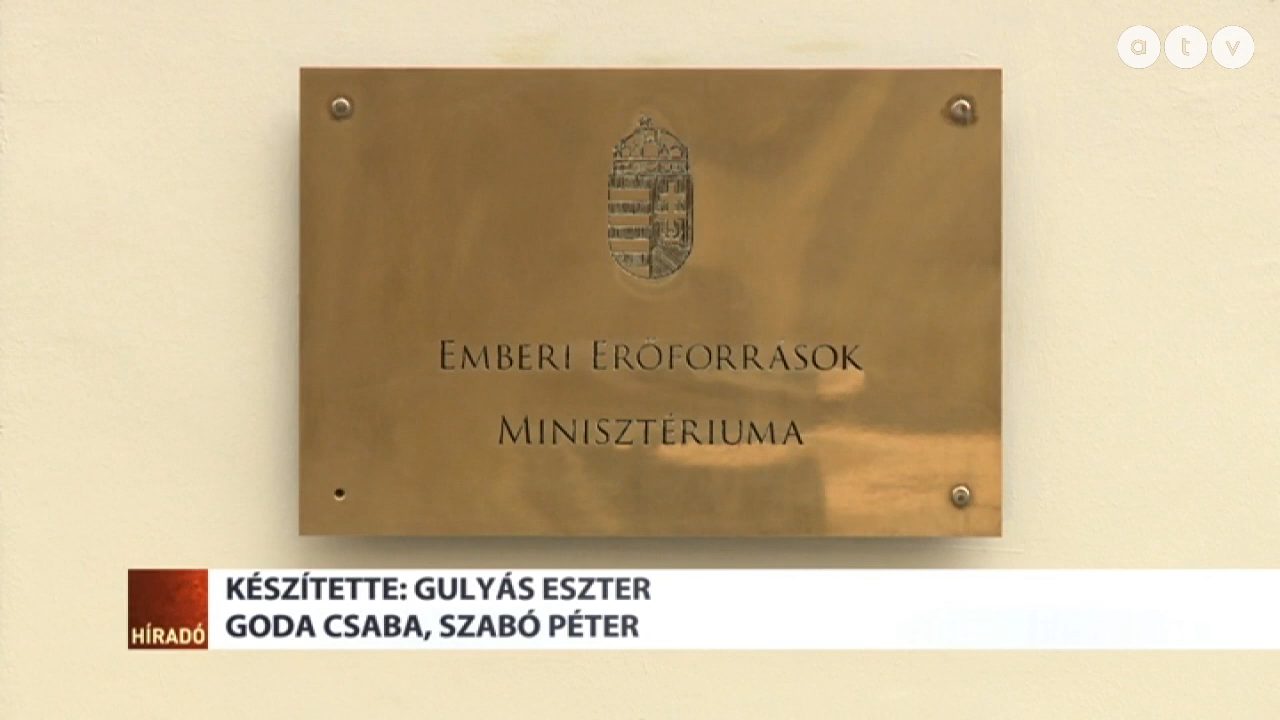 atv
EMBERI ERŐFORRÁSOK
MINISZTÉRIUMA
KÉSZÍTETTE: GULYÁS ESZTER
HÍRADÓ
GODA CSABA, SZABÓ PÉTER